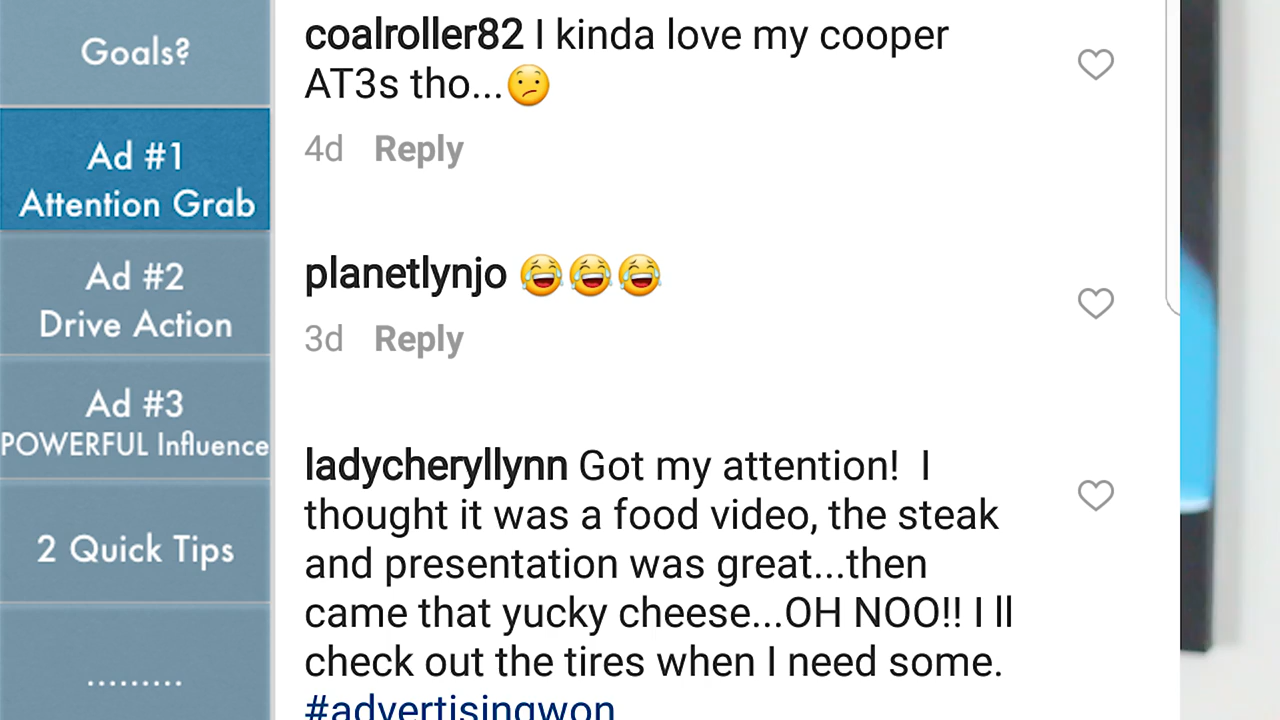 Goals?
Ad #1
Attention Grab
Ad #2
Drive Action
Ad #3
POWERFUL Influence
2 Quick Tips
.........
coalroller82 I kinda love my cooper
AT3s tho...😕
4d Reply
planetlynjo 😂😂😂
3d Reply
ladycheryllynn Got my attention! I
thought it was a food video, the steak
and presentation was great...then
came that yucky cheese...OH NOO!! I ll
check out the tires when I need some.
#advertisingwon